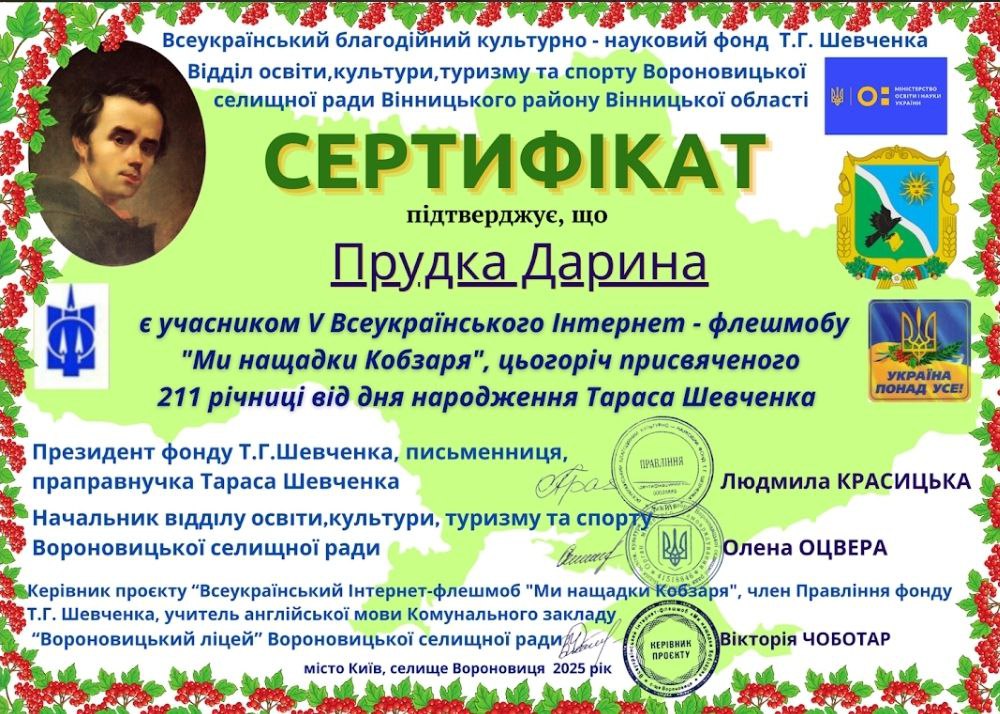 Всеукраїнський благодійний культурно - науковий фонд Т.Г. Шевченка
Відділ освіти,культури,туризму та спорту Вороновицької
селищної ради Вінницького району Вінницької області
МІНІСТЕРСТВО
ОСВІТИ І НАУКИ
УКРАЇНИ
СЕРТИФІКАТ
підтверджує, що
Прудка Дарина
є учасником V Всеукраїнського Інтернет - флешмобу
"Ми нащадки Кобзаря", цьогоріч присвяченого
211 річниці від дня народження Тараса Шевченка
УКРАЇНА
ПОНАД УСЕ!
Президент фонду Т.Г.Шевченка, письменниця,
праправнучка Тараса Шевченка
ПРАВЛІННЯ
Людмила КРАСИЦЬКА
Начальник відділу освіти,культури, туризму та спорту
Вороновицької селищної ради
Олена ОЦВЕРА
Керівник проєкту “Всеукраїнський Інтернет-флешмоб "Ми нащадки Кобзаря", член Правління фонду
Т.Г. Шевченка, учитель англійської мови Комунального закладу
“Вороновицький ліцей” Вороновицької селищної ради
КЕРІВНИК
ПРОЄКТУ
Вікторія ЧОБОТАР
місто Київ, селище Вороновиця 2025 рік